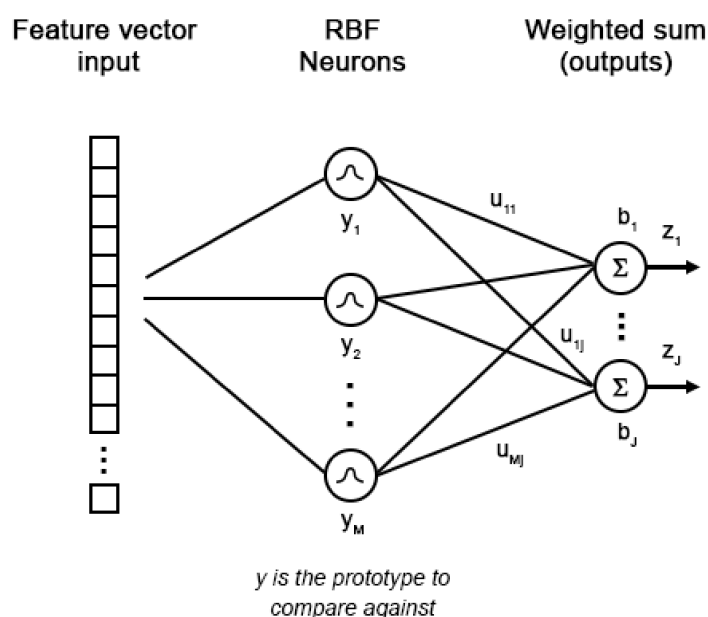 Feature vector
input
RBF
Neurons
Weighted sum
(outputs)
y₁
u₁₁
b₁
z₁
Σ
y₂
u₁ⱼ
zⱼ
Σ
bⱼ
uₘⱼ
yₘ
y is the prototype to
compare against